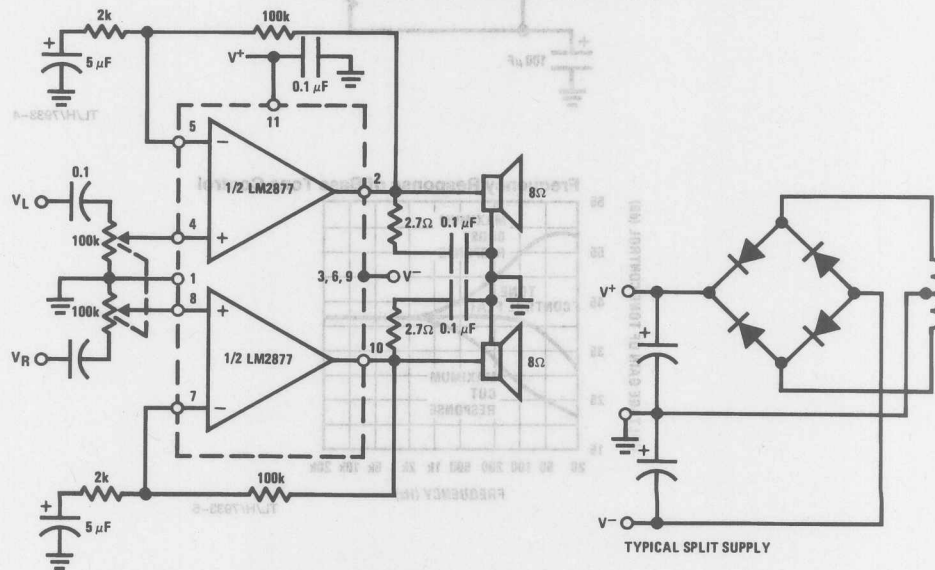 2k
100k
+
5 µF
V+
0.1 µF
11
5
−
1/2 LM2877
2
8Ω
0.1
VL
100k
4
+
2.7Ω
0.1 µF
1
3, 6, 9
V−
8
100k
+
0.1 µF
2.7Ω
VR
1/2 LM2877
10
8Ω
7
−
2k
100k
+
5 µF
V+
+
+
V−
TYPICAL SPLIT SUPPLY